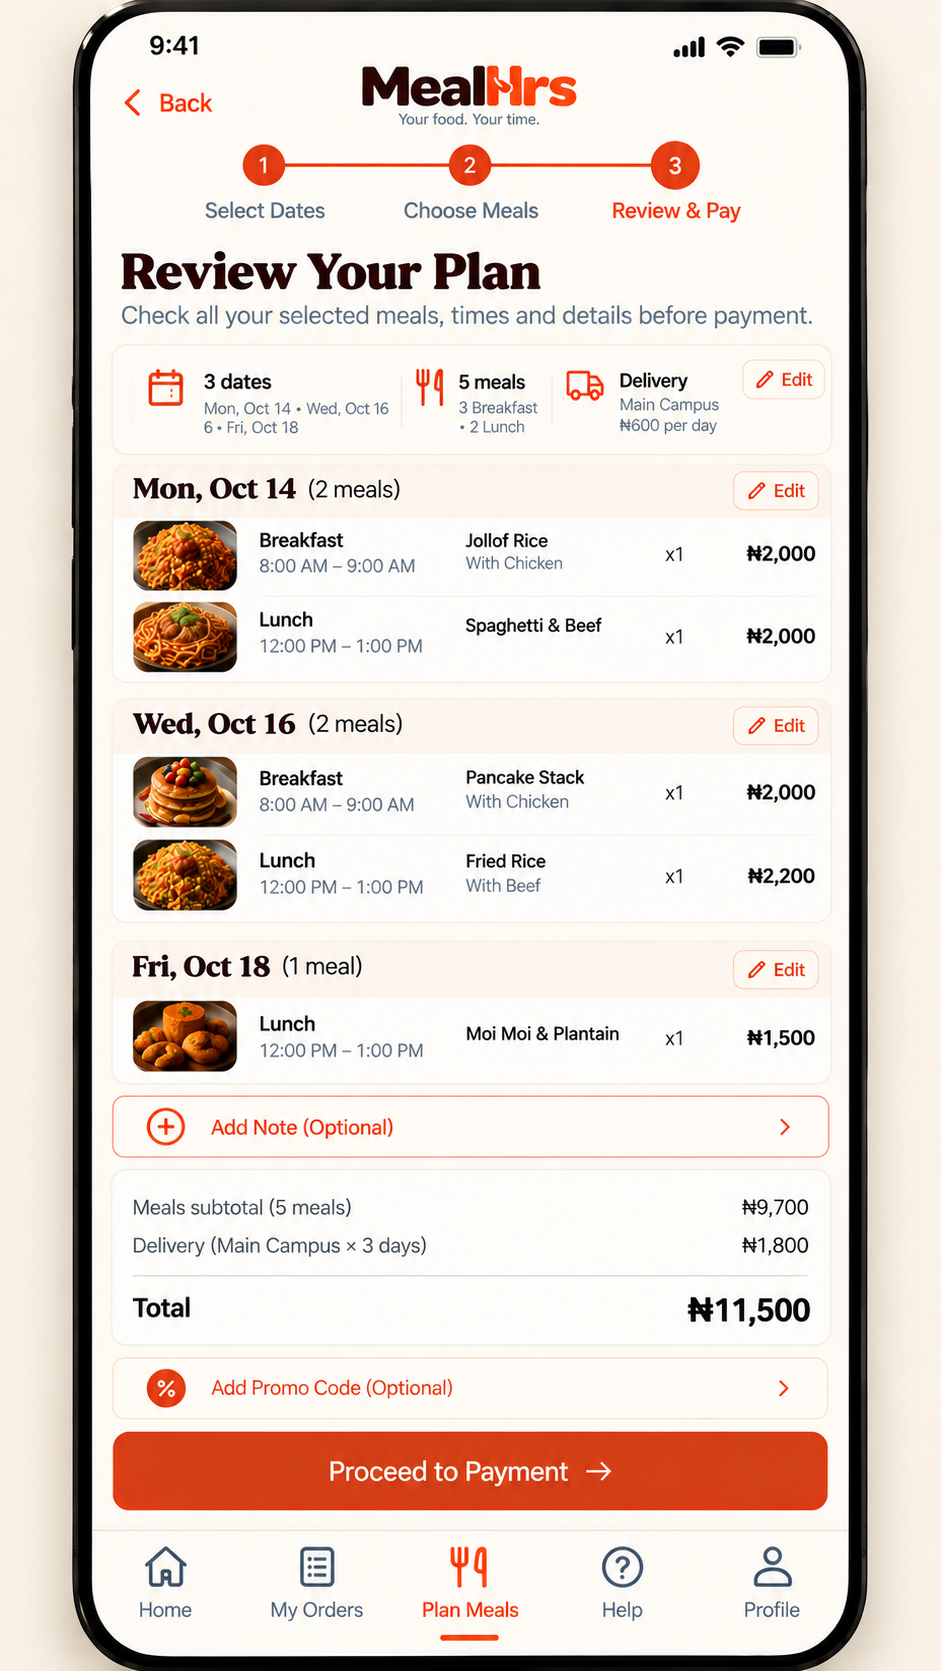 9:41
Back
MealHrs
Your food. Your time.
1
2
3
Select Dates
Choose Meals
Review & Pay
Review Your Plan
Check all your selected meals, times and details before payment.
3 dates
Mon, Oct 14 • Wed, Oct 16
6 • Fri, Oct 18
5 meals
3 Breakfast
• 2 Lunch
Delivery
Main Campus
₦600 per day
Edit
Mon, Oct 14 (2 meals)
Edit
Breakfast
8:00 AM – 9:00 AM
Jollof Rice
With Chicken
x1
₦2,000
Lunch
12:00 PM – 1:00 PM
Spaghetti & Beef
x1
₦2,000
Wed, Oct 16 (2 meals)
Edit
Breakfast
8:00 AM – 9:00 AM
Pancake Stack
With Chicken
x1
₦2,000
Lunch
12:00 PM – 1:00 PM
Fried Rice
With Beef
x1
₦2,200
Fri, Oct 18 (1 meal)
Edit
Lunch
12:00 PM – 1:00 PM
Moi Moi & Plantain
x1
₦1,500
Add Note (Optional)
Meals subtotal (5 meals)
₦9,700
Delivery (Main Campus × 3 days)
₦1,800
Total
₦11,500
%
Add Promo Code (Optional)
Proceed to Payment →
Home
My Orders
Plan Meals
Help
Profile